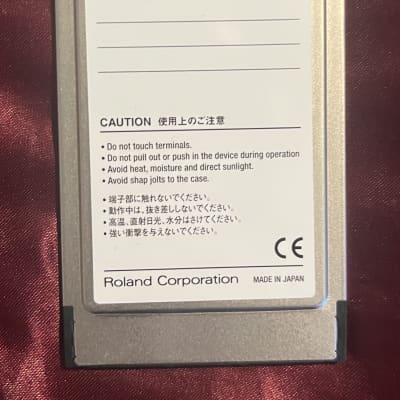 CAUTION 使用上のご注意
• Do not touch terminals.
• Do not pull out or push in the device during operation
• Avoid heat, moisture and direct sunlight.
• Avoid shap jolts to the case.
• 端子部に触れないでください。
• 動作中は、抜き差ししないでください。
• 高温、直射日光、水分はさけてください。
• 強い衝撃を与えないでください。
CE
Roland Corporation MADE IN JAPAN